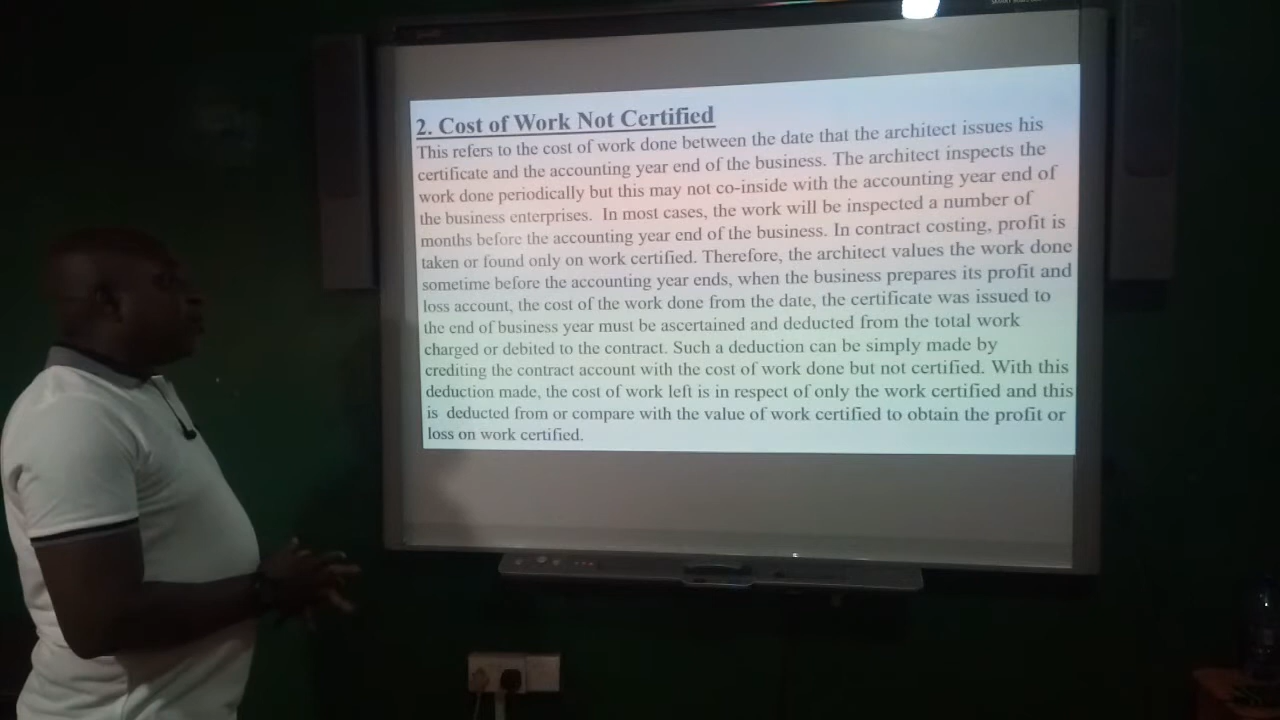 2. Cost of Work Not Certified
This refers to the cost of work done between the date that the architect issues his
certificate and the accounting year end of the business. The architect inspects the
work done periodically but this may not co-inside with the accounting year end of
the business enterprises. In most cases, the work will be inspected a number of
months before the accounting year end of the business. In contract costing, profit is
taken or found only on work certified. Therefore, the architect values the work done
sometime before the accounting year ends, when the business prepares its profit and
loss account, the cost of the work done from the date, the certificate was issued to
the end of business year must be ascertained and deducted from the total work
charged or debited to the contract. Such a deduction can be simply made by
crediting the contract account with the cost of work done but not certified. With this
deduction made, the cost of work left is in respect of only the work certified and this
is deducted from or compare with the value of work certified to obtain the profit or
loss on work certified.